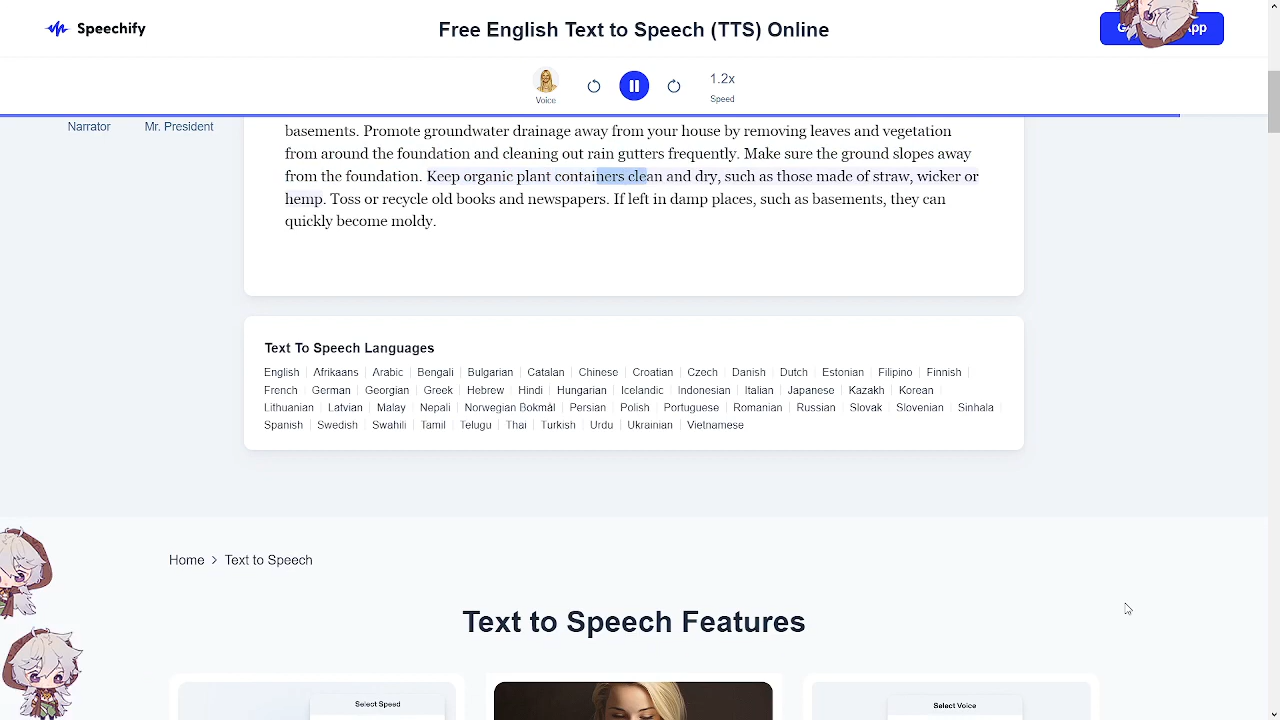 Speechify
Free English Text to Speech (TTS) Online
Voice
1.2x
Speed
Narrator
Mr. President
basements. Promote groundwater drainage away from your house by removing leaves and vegetation
from around the foundation and cleaning out rain gutters frequently. Make sure the ground slopes away
from the foundation. Keep organic plant containers clean and dry, such as those made of straw, wicker or
hemp. Toss or recycle old books and newspapers. If left in damp places, such as basements, they can
quickly become moldy.
Text To Speech Languages
English Afrikaans Arabic Bengali Bulgarian Catalan Chinese Croatian Czech Danish Dutch Estonian Filipino Finnish
French German Georgian Greek Hebrew Hindi Hungarian Icelandic Indonesian Italian Japanese Kazakh Korean
Lithuanian Latvian Malay Nepali Norwegian Bokmål Persian Polish Portuguese Romanian Russian Slovak Slovenian Sinhala
Spanish Swedish Swahili Tamil Telugu Thai Turkish Urdu Ukrainian Vietnamese
Home > Text to Speech
Text to Speech Features
Select Speed
Select Voice